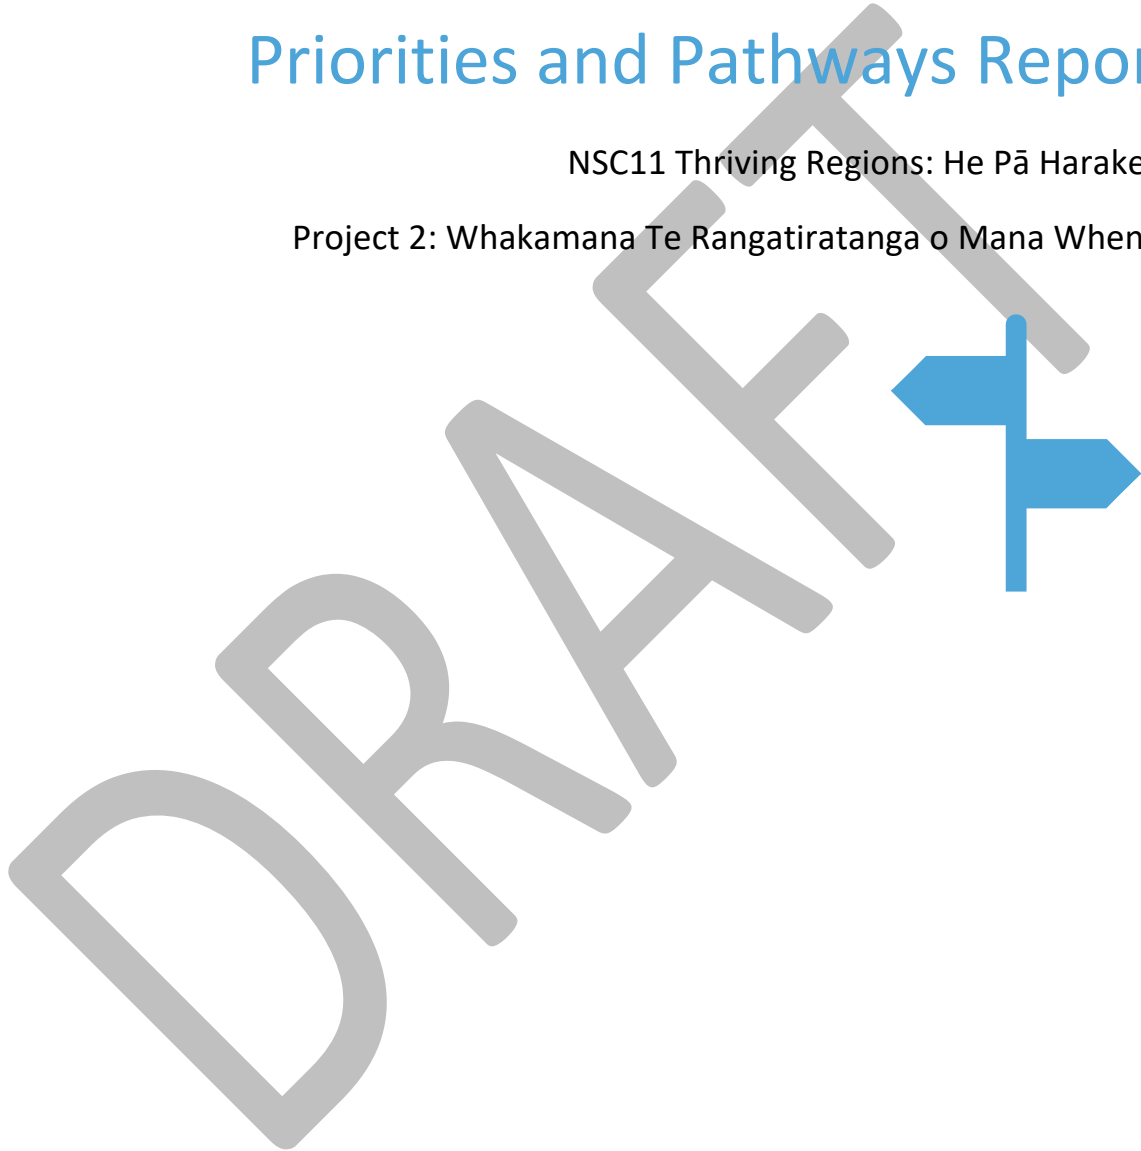 Priorities and Pathways Repor
NSC11 Thriving Regions: He Pā Harake
Project 2: Whakamana Te Rangatiratanga o Mana When
DRAFT